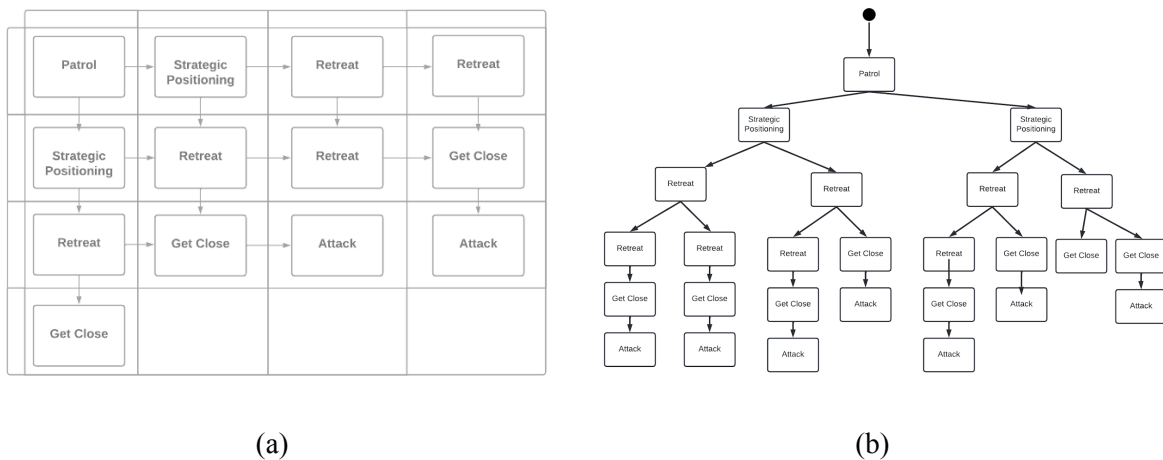 Patrol
Strategic
Positioning
Retreat
Retreat
Strategic
Positioning
Retreat
Retreat
Get Close
Retreat
Get Close
Attack
Attack
Get Close
(a)
Patrol
Strategic
Positioning
Strategic
Positioning
Retreat
Retreat
Retreat
Retreat
Retreat
Retreat
Retreat
Get Close
Retreat
Get Close
Get Close
Get Close
Get Close
Get Close
Get Close
Attack
Get Close
Attack
Attack
Attack
Attack
Attack
Attack
(b)